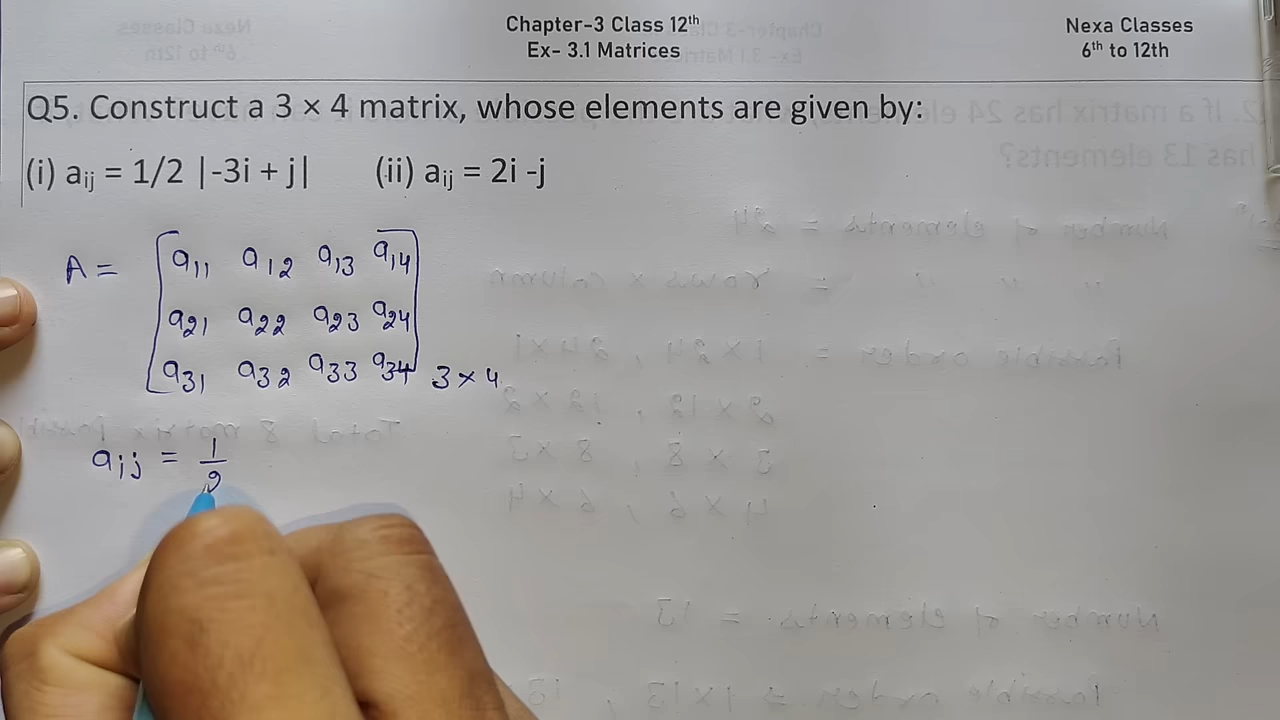 Chapter-3 Class 12th
Nexa Classes
Ex- 3.1 Matrices
6th to 12th
Q5. Construct a 3 × 4 matrix, whose elements are given by:
(i) aij = 1/2 |-3i + j| (ii) aij = 2i -j
A = [a11 a12 a13 a14
a21 a22 a23 a24
a31 a32 a33 a34] 3 × 4
aij = 1/2